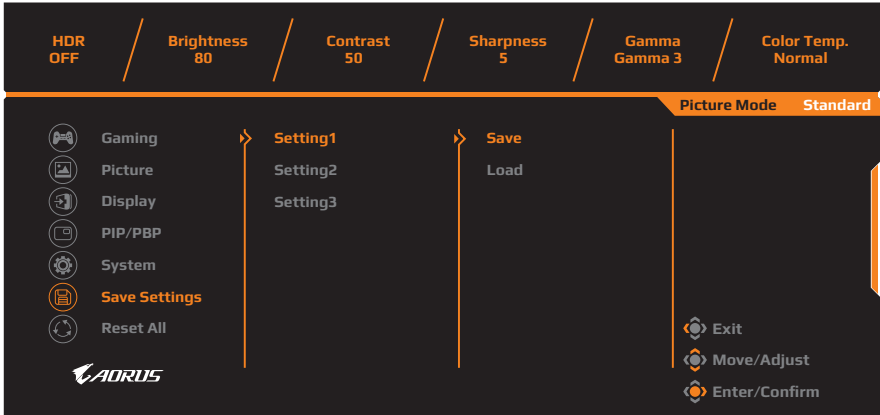 HDR Brightness Contrast Sharpness Gamma Color Temp.
OFF 80 50 5 Gamma 3 Normal
Picture Mode Standard
Gaming Setting1 Save
Picture Setting2 Load
Display Setting3
PIP/PBP
System
Save Settings
Reset All Exit
AORUS Move/Adjust
Enter/Confirm